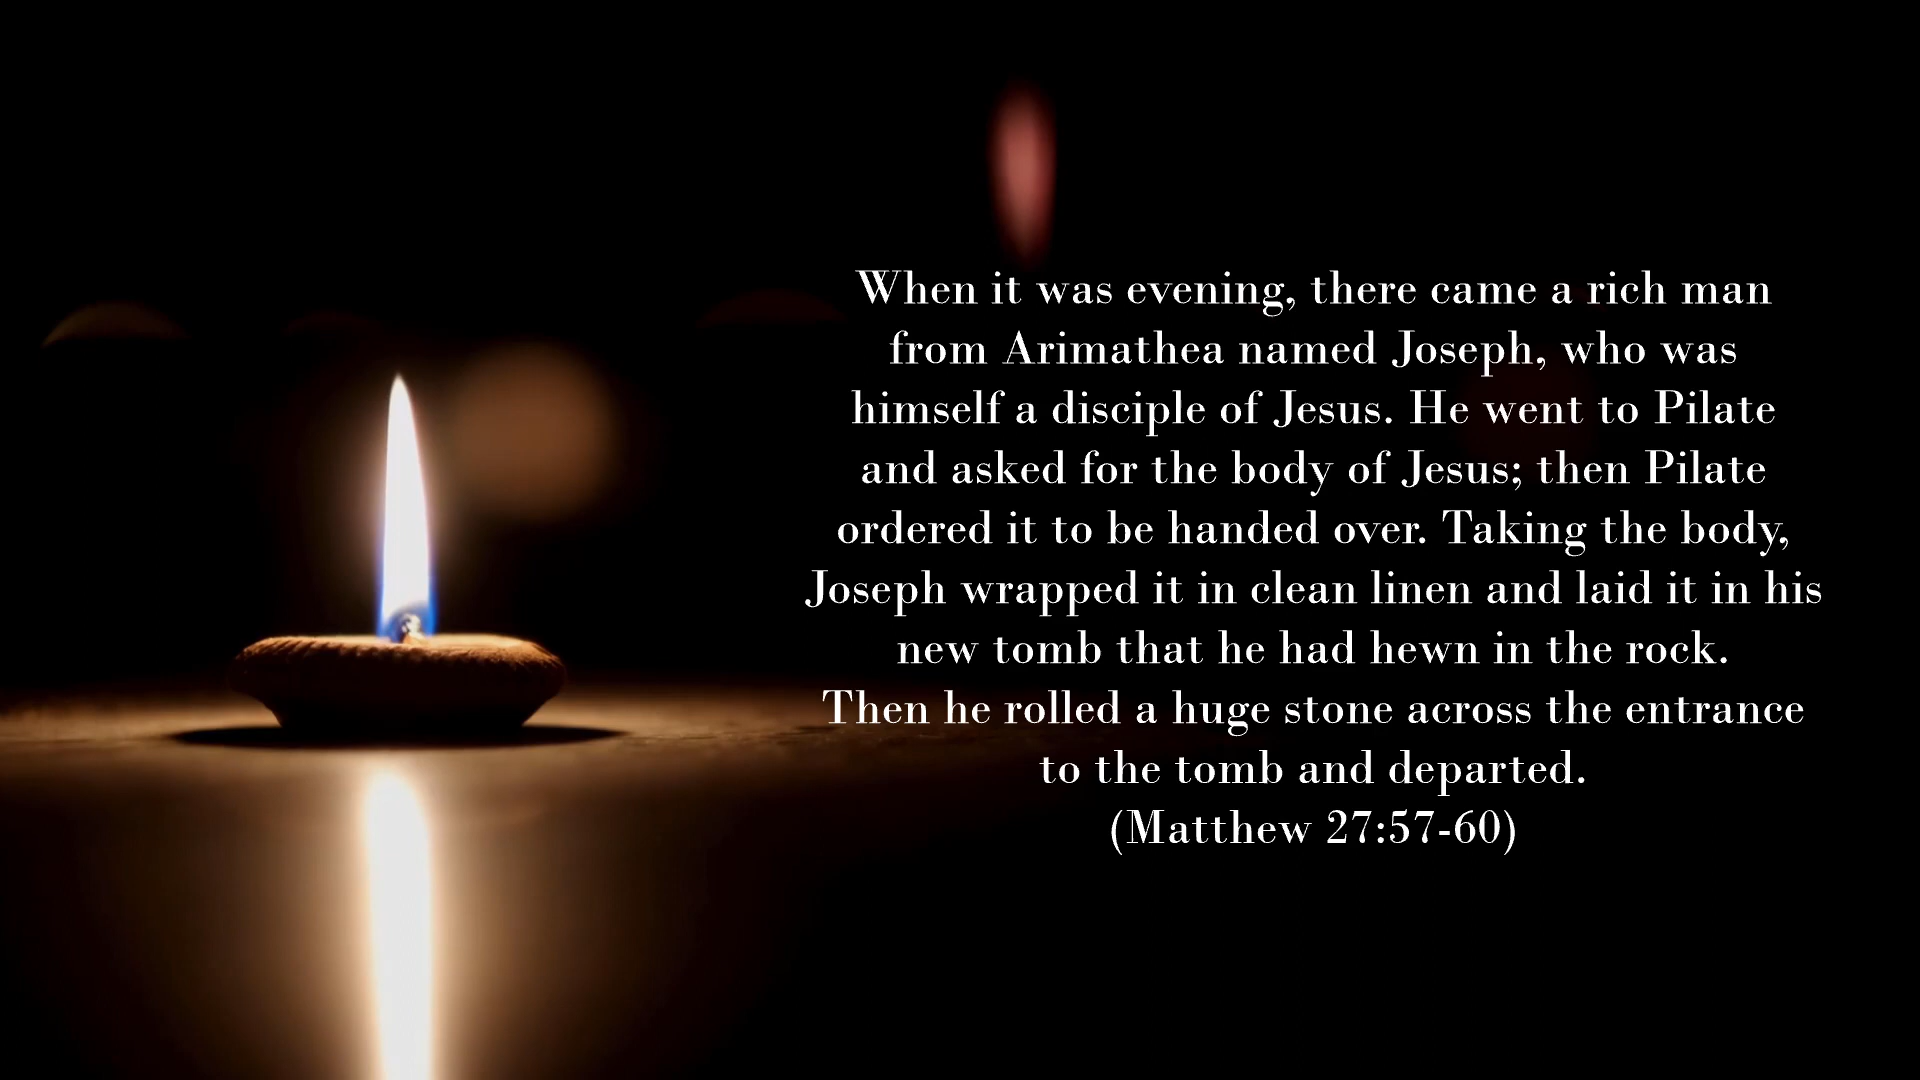 When it was evening, there came a rich man
from Arimathea named Joseph, who was
himself a disciple of Jesus. He went to Pilate
and asked for the body of Jesus; then Pilate
ordered it to be handed over. Taking the body,
Joseph wrapped it in clean linen and laid it in his
new tomb that he had hewn in the rock.
Then he rolled a huge stone across the entrance
to the tomb and departed.
(Matthew 27:57-60)